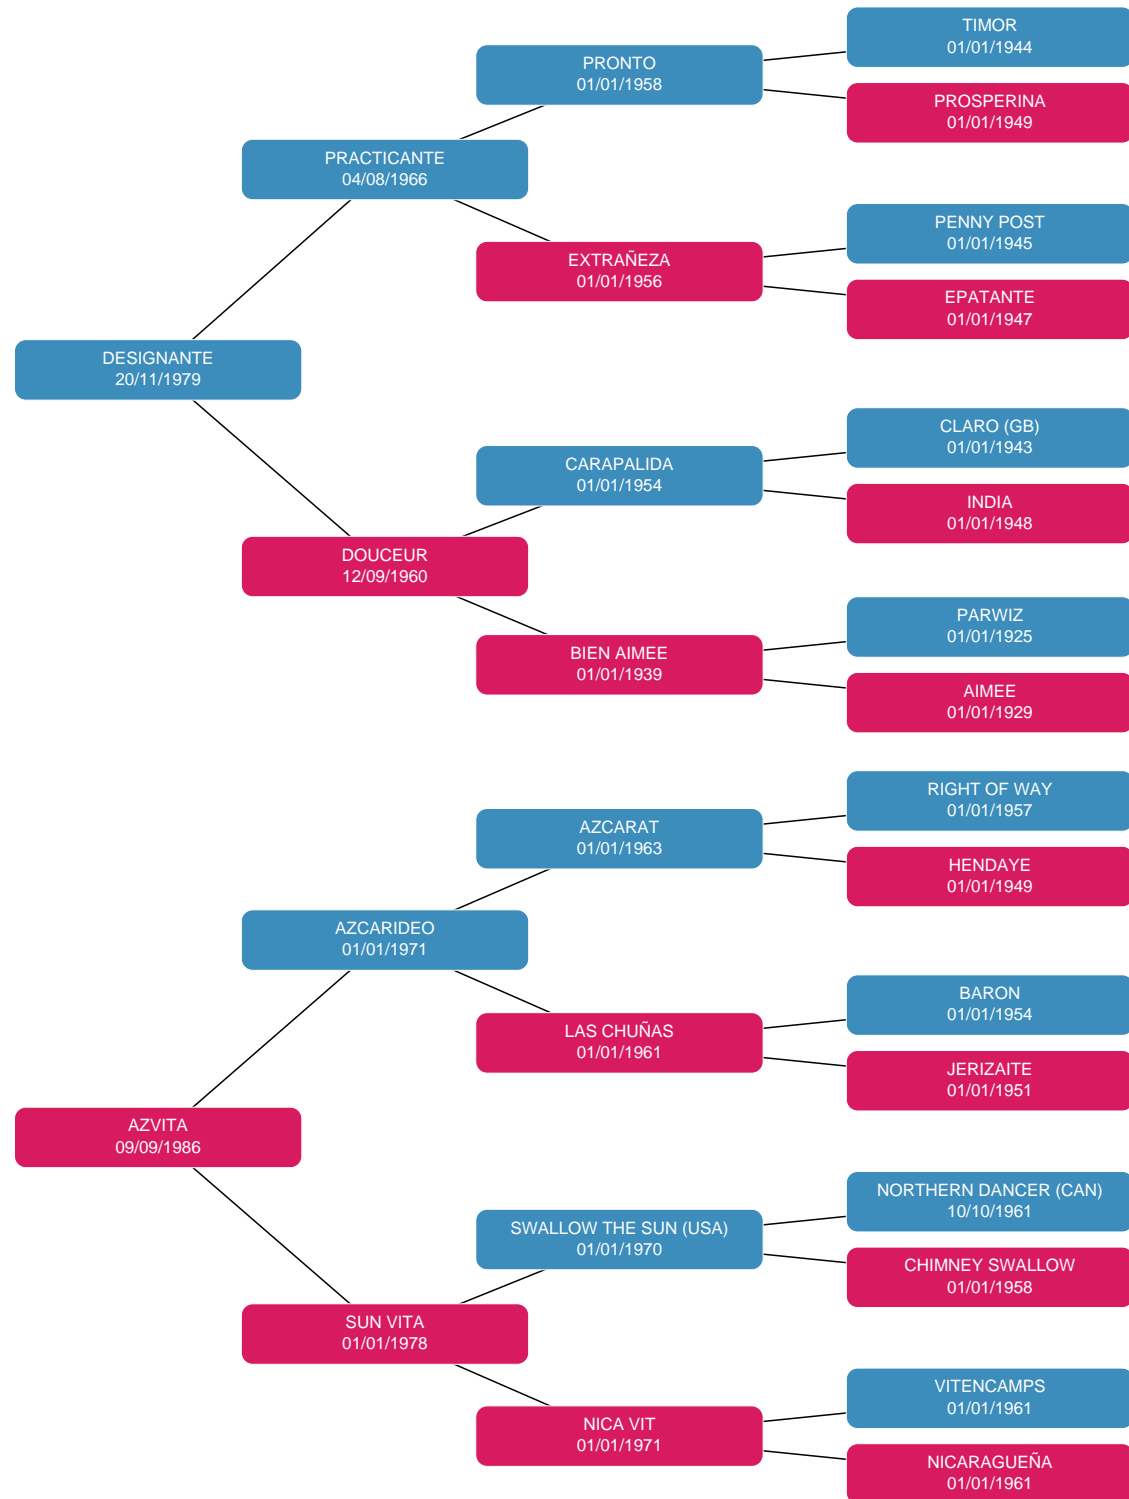 TIMOR
01/01/1944
PRONTO
01/01/1958
PROSPERINA
01/01/1949
PRACTICANTE
04/08/1966
PENNY POST
01/01/1945
EXTRAÑEZA
01/01/1956
EPATANTE
01/01/1947
DESIGNANTE
20/11/1979
CLARO (GB)
01/01/1943
CARAPALIDA
01/01/1954
INDIA
01/01/1948
DOUCEUR
12/09/1960
PARWIZ
01/01/1925
BIEN AIMEE
01/01/1939
AIMEE
01/01/1929
RIGHT OF WAY
01/01/1957
AZCARAT
01/01/1963
HENDAYE
01/01/1949
AZCARIDEO
01/01/1971
BARON
01/01/1954
LAS CHUÑAS
01/01/1961
JERIZAITE
01/01/1951
AZVITA
09/09/1986
NORTHERN DANCER (CAN)
10/10/1961
SWALLOW THE SUN (USA)
01/01/1970
CHIMNEY SWALLOW
01/01/1958
SUN VITA
01/01/1978
VITENCAMPS
01/01/1961
NICA VIT
01/01/1971
NICARAGUEÑA
01/01/1961